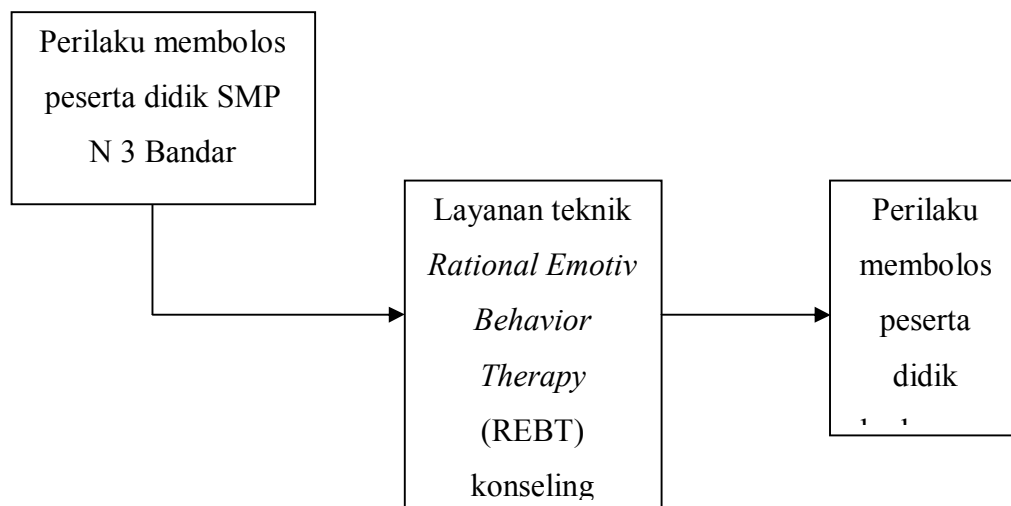 Perilaku membolos
peserta didik SMP
N 3 Bandar
Layanan teknik
Rational Emotiv
Behavior
Therapy
(REBT)
konseling
Perilaku
membolos
peserta
didik